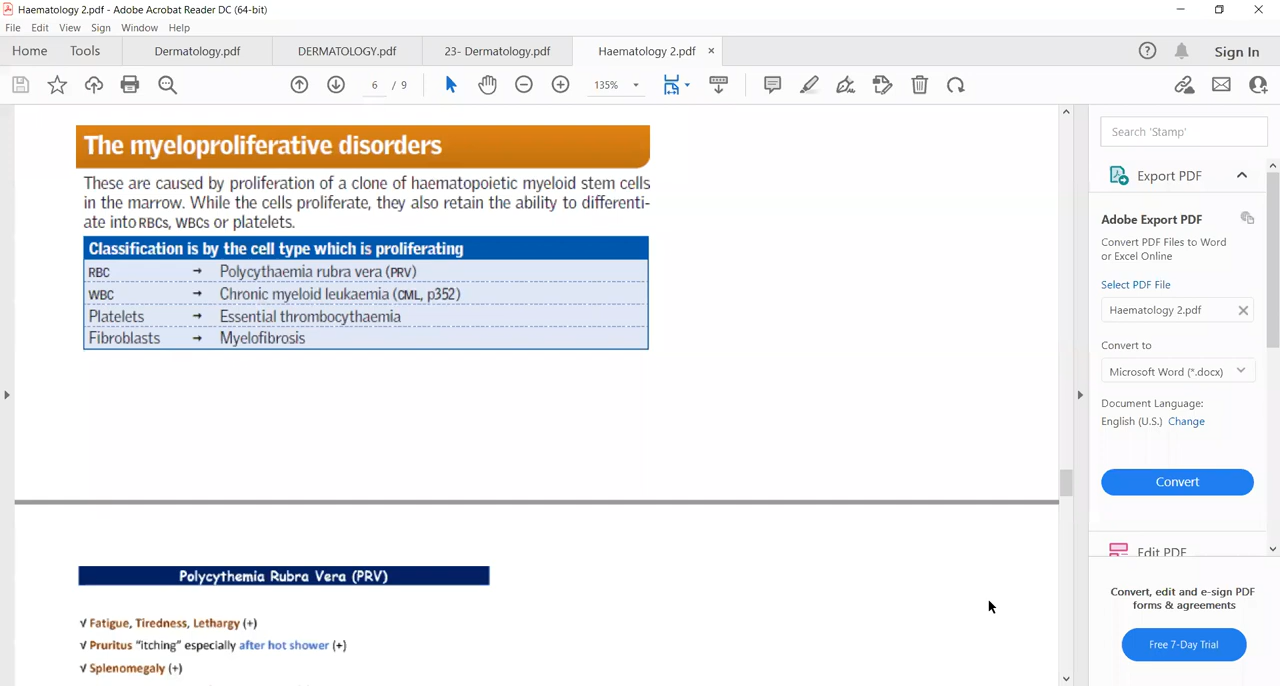 Haematology 2.pdf - Adobe Acrobat Reader DC (64-bit)
File Edit View Sign Window Help
Home Tools Dermatology.pdf DERMATOLOGY.pdf 23- Dermatology.pdf Haematology 2.pdf × Sign In
6 / 9 135%
The myeloproliferative disorders
These are caused by proliferation of a clone of haematopoietic myeloid stem cells
in the marrow. While the cells proliferate, they also retain the ability to differenti-
ate into RBCs, WBCs or platelets.
Classification is by the cell type which is proliferating
RBC → Polycythaemia rubra vera (PRV)
WBC → Chronic myeloid leukaemia (CML, p352)
Platelets → Essential thrombocythaemia
Fibroblasts → Myelofibrosis
Polycythemia Rubra Vera (PRV)
√ Fatigue, Tiredness, Lethargy (+)
√ Pruritus "itching" especially after hot shower (+)
√ Splenomegaly (+)
Search 'Stamp'
Export PDF
Adobe Export PDF
Convert PDF Files to Word
or Excel Online
Select PDF File
Haematology 2.pdf
Convert to
Microsoft Word (*.docx)
Document Language:
English (U.S.) Change
Convert
Edit PDF
Convert, edit and e-sign PDF
forms & agreements
Free 7-Day Trial